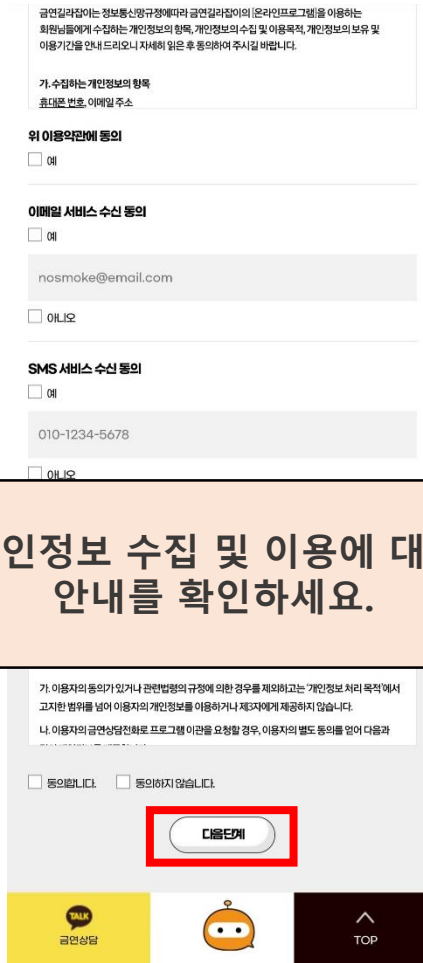 금연길라잡이는 정보통신망규정에따라 금연길라잡이의 [온라인프로그램]을 이용하는
회원님들에게 수집하는 개인정보의 항목, 개인정보의 수집 및 이용목적, 개인정보의 보유 및
이용기간을 안내 드리오니 자세히 읽은 후 동의하여 주시길 바랍니다.
가. 수집하는 개인정보의 항목
휴대폰 번호, 이메일 주소
위 이용약관에 동의
예
이메일 서비스 수신 동의
예
nosmoke@email.com
아니오
SMS 서비스 수신 동의
예
010-1234-5678
아니오
인정보 수집 및 이용에 대
안내를 확인하세요.
가. 이용자의 동의가 있거나 관련법령의 규정에 의한 경우를 제외하고는 '개인정보 처리 목적'에서
고지한 범위를 넘어 이용자의 개인정보를 이용하거나 제3자에게 제공하지 않습니다.
나. 이용자의 금연상담전화로 프로그램 이관을 요청할 경우, 이용자의 별도 동의를 얻어 다음과
동의합니다. 동의하지 않습니다.
다음단계
TALK
금연상담
TOP